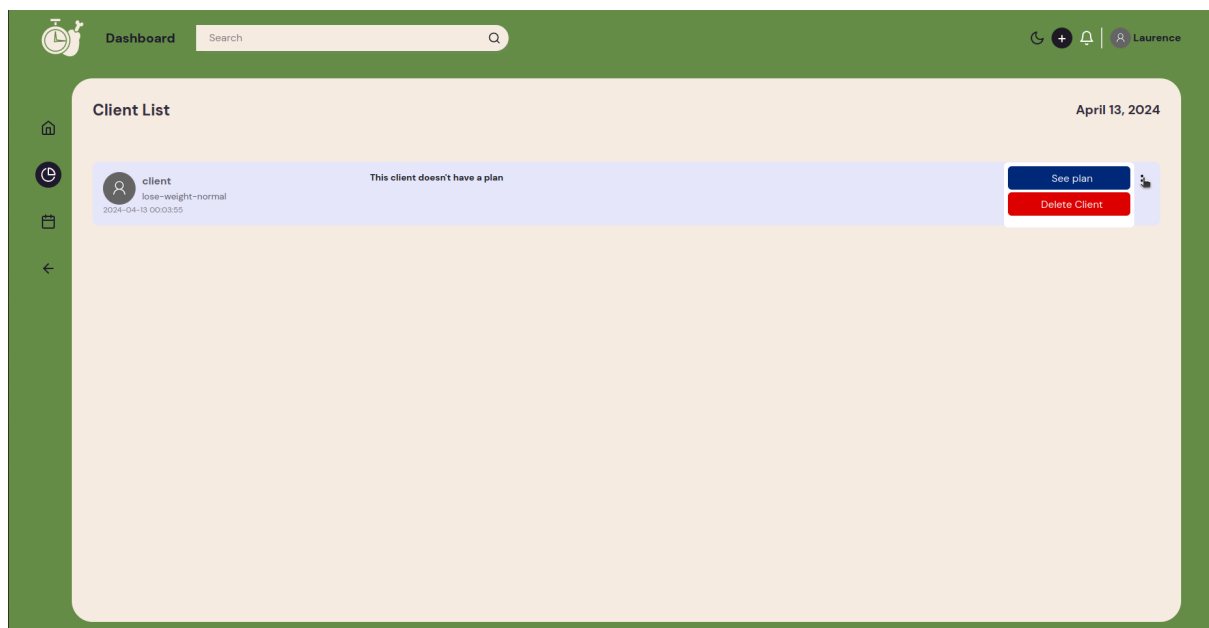 Dashboard
Search
Laurence
Client List
April 13, 2024
client
lose-weight-normal
2024-04-13 00:03:55
This client doesn't have a plan
See plan
Delete Client